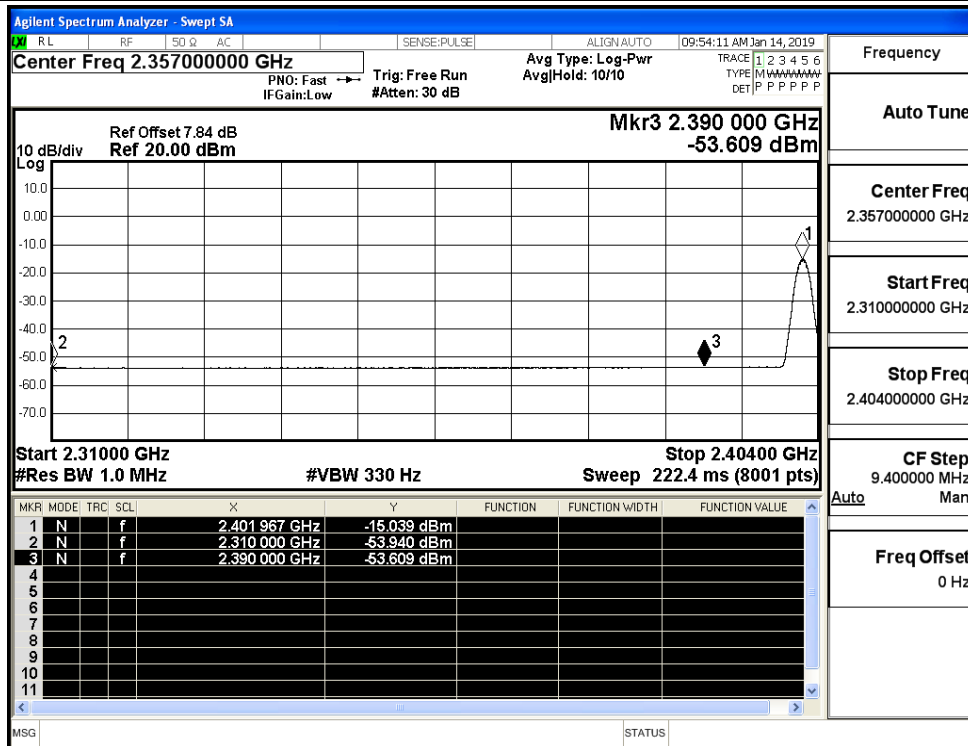 Agilent Spectrum Analyzer - Swept SA
LXI RL RF 50 Ω AC SENSE:PULSE ALIGN AUTO 09:54:11 AM Jan 14, 2019
Center Freq 2.357000000 GHz
PNO: Fast
IFGain:Low
Trig: Free Run
#Atten: 30 dB
Avg Type: Log-Pwr
Avg|Hold: 10/10
TRACE 1 2 3 4 5 6
TYPE M WWWWW
DET P P P P P P
Mkr3 2.390 000 GHz
-53.609 dBm
Ref Offset 7.84 dB
10 dB/div Ref 20.00 dBm
Log
10.0
0.00
-10.0
-20.0
-30.0
-40.0
-50.0
-60.0
-70.0
1
2
3
Start 2.31000 GHz Stop 2.40400 GHz
#Res BW 1.0 MHz #VBW 330 Hz Sweep 222.4 ms (8001 pts)
MKR MODE TRC SCL X Y FUNCTION FUNCTION WIDTH FUNCTION VALUE
1 N f 2.401 967 GHz -15.039 dBm
2 N f 2.310 000 GHz -53.940 dBm
3 N f 2.390 000 GHz -53.609 dBm
4
5
6
7
8
9
10
11
MSG STATUS
Frequency
Auto Tune
Center Freq
2.357000000 GHz
Start Freq
2.310000000 GHz
Stop Freq
2.404000000 GHz
CF Step
9.400000 MHz
Auto Man
Freq Offset
0 Hz